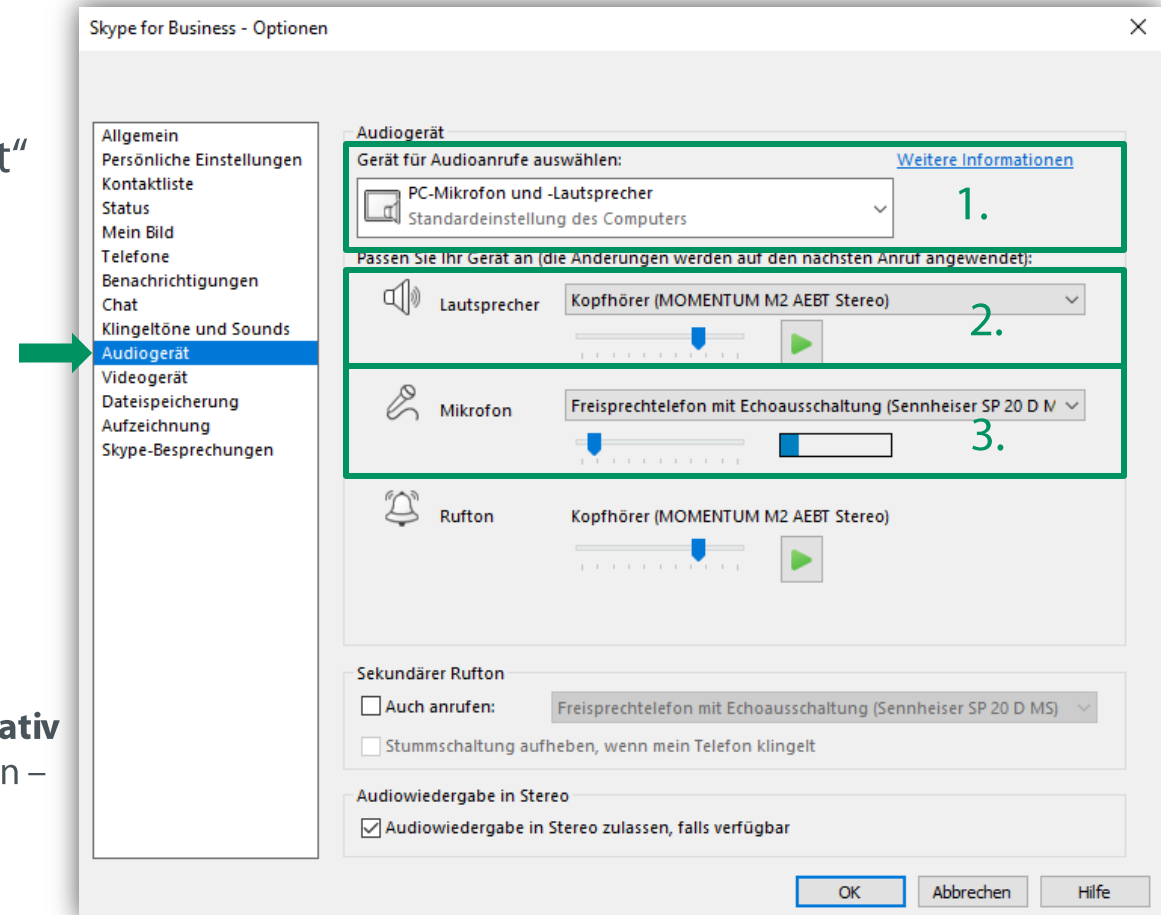 Skype for Business - Optionen
t“
ativ
n –
Allgemein
Persönliche Einstellungen
Kontaktliste
Status
Mein Bild
Telefone
Benachrichtigungen
Chat
Klingeltöne und Sounds
Audiogerät
Videogerät
Dateispeicherung
Aufzeichnung
Skype-Besprechungen
Audiogerät
Gerät für Audioanrufe auswählen: Weitere Informationen
PC-Mikrofon und -Lautsprecher
Standardeinstellung des Computers
1.
Passen Sie Ihr Gerät an (die Änderungen werden auf den nächsten Anruf angewendet):
Lautsprecher Kopfhörer (MOMENTUM M2 AEBT Stereo)
2.
Mikrofon Freisprechtelefon mit Echoausschaltung (Sennheiser SP 20 D M
3.
Rufton Kopfhörer (MOMENTUM M2 AEBT Stereo)
Sekundärer Rufton
Auch anrufen: Freisprechtelefon mit Echoausschaltung (Sennheiser SP 20 D MS)
Stummschaltung aufheben, wenn mein Telefon klingelt
Audiowiedergabe in Stereo
Audiowiedergabe in Stereo zulassen, falls verfügbar
OK Abbrechen Hilfe